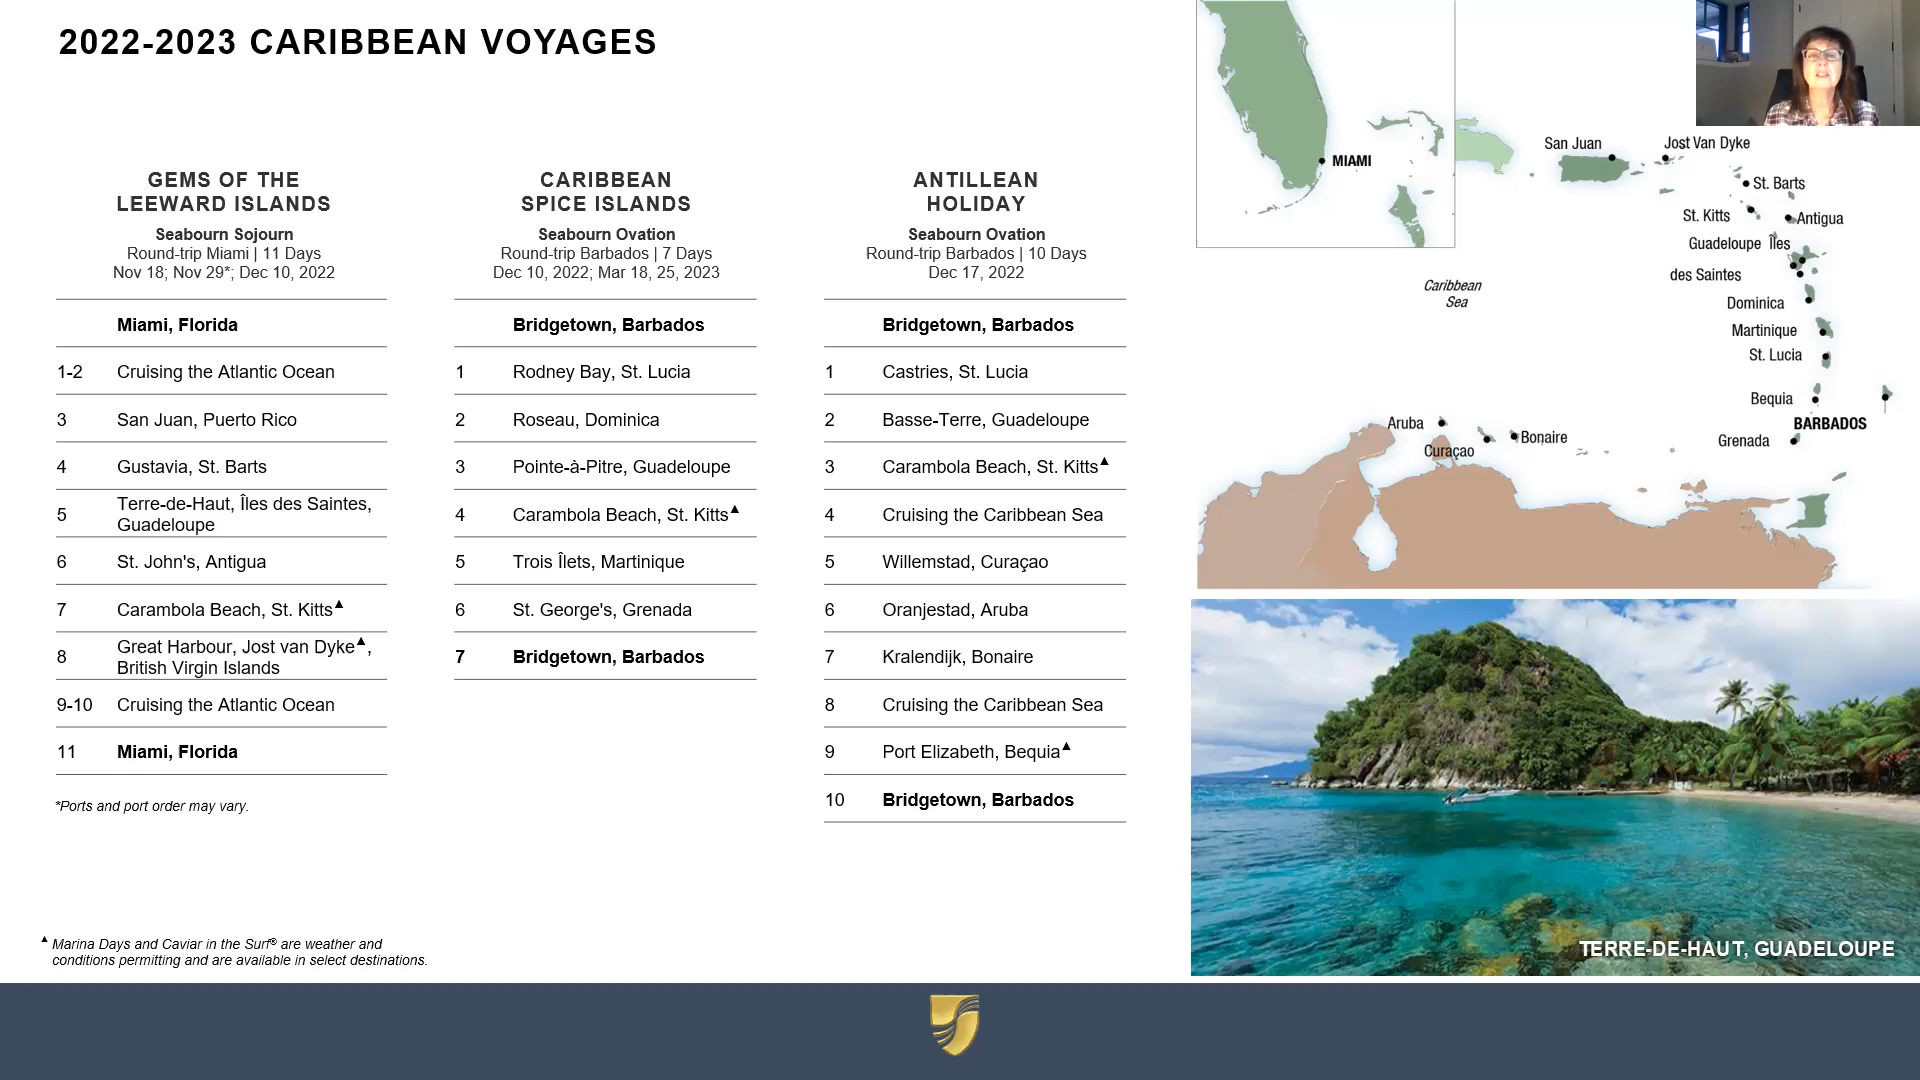 2022-2023 CARIBBEAN VOYAGES
GEMS OF THE
LEEWARD ISLANDS
Seabourn Sojourn
Round-trip Miami | 11 Days
Nov 18; Nov 29*; Dec 10, 2022
Miami, Florida
1-2 Cruising the Atlantic Ocean
3 San Juan, Puerto Rico
4 Gustavia, St. Barts
5 Terre-de-Haut, Îles des Saintes,
Guadeloupe
6 St. John's, Antigua
7 Carambola Beach, St. Kitts▲
8 Great Harbour, Jost van Dyke▲,
British Virgin Islands
9-10 Cruising the Atlantic Ocean
11 Miami, Florida
*Ports and port order may vary.
CARIBBEAN
SPICE ISLANDS
Seabourn Ovation
Round-trip Barbados | 7 Days
Dec 10, 2022; Mar 18, 25, 2023
Bridgetown, Barbados
1 Rodney Bay, St. Lucia
2 Roseau, Dominica
3 Pointe-à-Pitre, Guadeloupe
4 Carambola Beach, St. Kitts▲
5 Trois Îlets, Martinique
6 St. George's, Grenada
7 Bridgetown, Barbados
ANTILLEAN
HOLIDAY
Seabourn Ovation
Round-trip Barbados | 10 Days
Dec 17, 2022
Bridgetown, Barbados
1 Castries, St. Lucia
2 Basse-Terre, Guadeloupe
3 Carambola Beach, St. Kitts▲
4 Cruising the Caribbean Sea
5 Willemstad, Curaçao
6 Oranjestad, Aruba
7 Kralendijk, Bonaire
8 Cruising the Caribbean Sea
9 Port Elizabeth, Bequia▲
10 Bridgetown, Barbados
▲ Marina Days and Caviar in the Surf® are weather and
conditions permitting and are available in select destinations.
MIAMI
San Juan
Jost Van Dyke
St. Barts
St. Kitts
Antigua
Guadeloupe Îles
des Saintes
Caribbean
Sea
Dominica
Martinique
St. Lucia
Bequia
BARBADOS
Grenada
Aruba
Curaçao
Bonaire
TERRE-DE-HAUT, GUADELOUPE